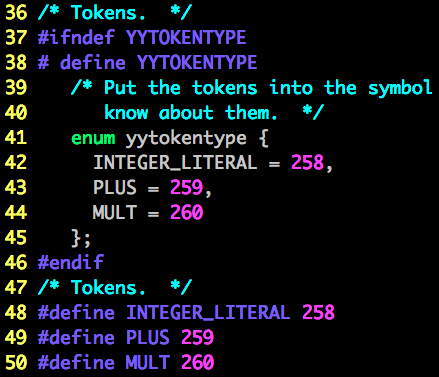 36 /* Tokens.  */
37 #ifndef YYTOKENTYPE
38 # define YYTOKENTYPE
39    /* Put the tokens into the symbol
40       know about them.  */
41    enum yytokentype {
42      INTEGER_LITERAL = 258,
43      PLUS = 259,
44      MULT = 260
45    };
46 #endif
47 /* Tokens.  */
48 #define INTEGER_LITERAL 258
49 #define PLUS 259
50 #define MULT 260